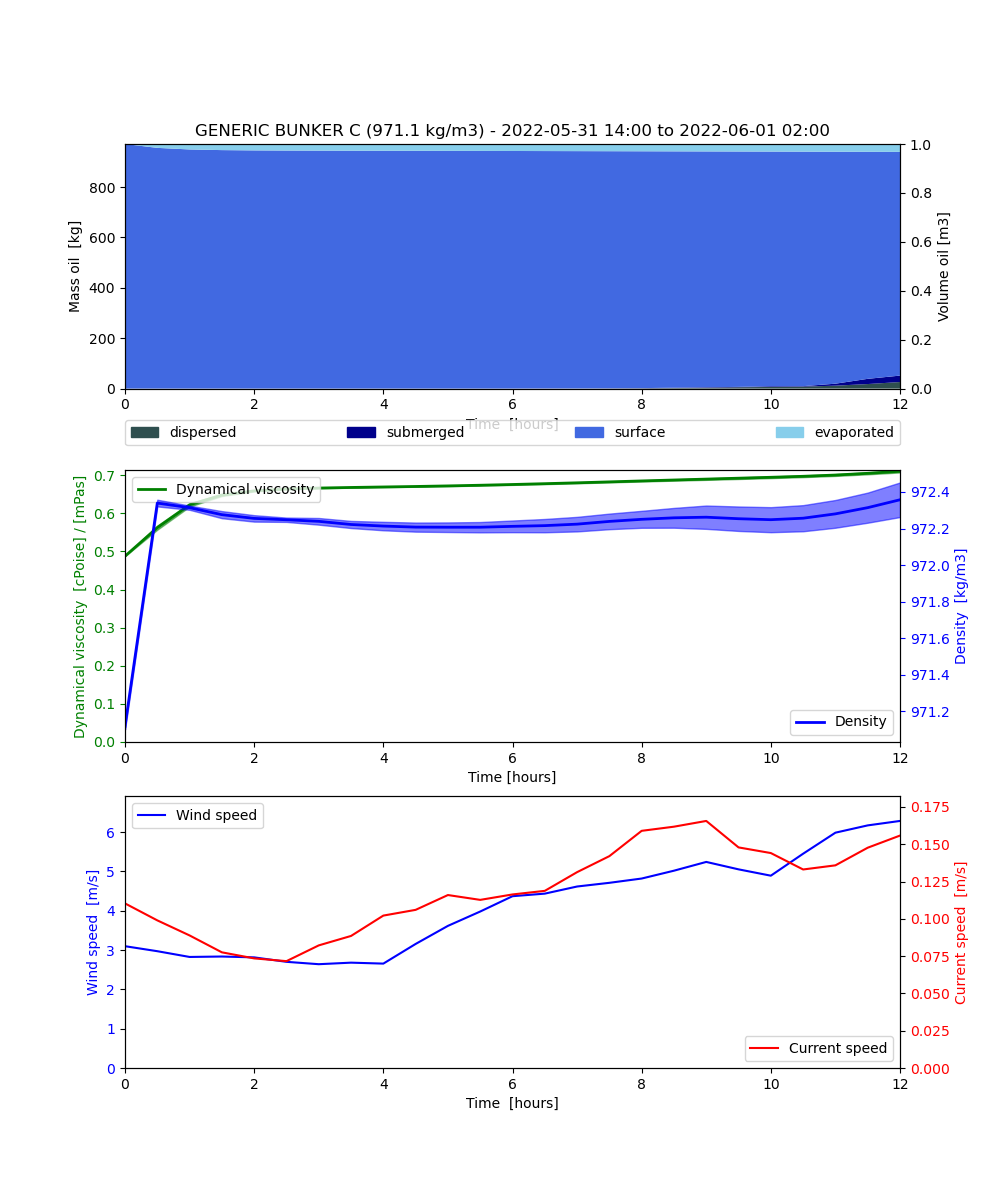 GENERIC BUNKER C (971.1 kg/m3) - 2022-05-31 14:00 to 2022-06-01 02:00
Mass oil [kg]
800
600
400
200
0
1.0
0.8
0.6
0.4
0.2
0.0
Volume oil [m3]
0 2 4 6 8 10 12
Time [hours]
dispersed submerged surface evaporated
Dynamical viscosity [cPoise] / [mPas]
0.7
0.6
0.5
0.4
0.3
0.2
0.1
0.0
Dynamical viscosity
972.4
972.2
972.0
971.8
971.6
971.4
971.2
Density [kg/m3]
Density
0 2 4 6 8 10 12
Time [hours]
Wind speed [m/s]
6
5
4
3
2
1
0
Wind speed
0.175
0.150
0.125
0.100
0.075
0.050
0.025
0.000
Current speed [m/s]
Current speed
0 2 4 6 8 10 12
Time [hours]